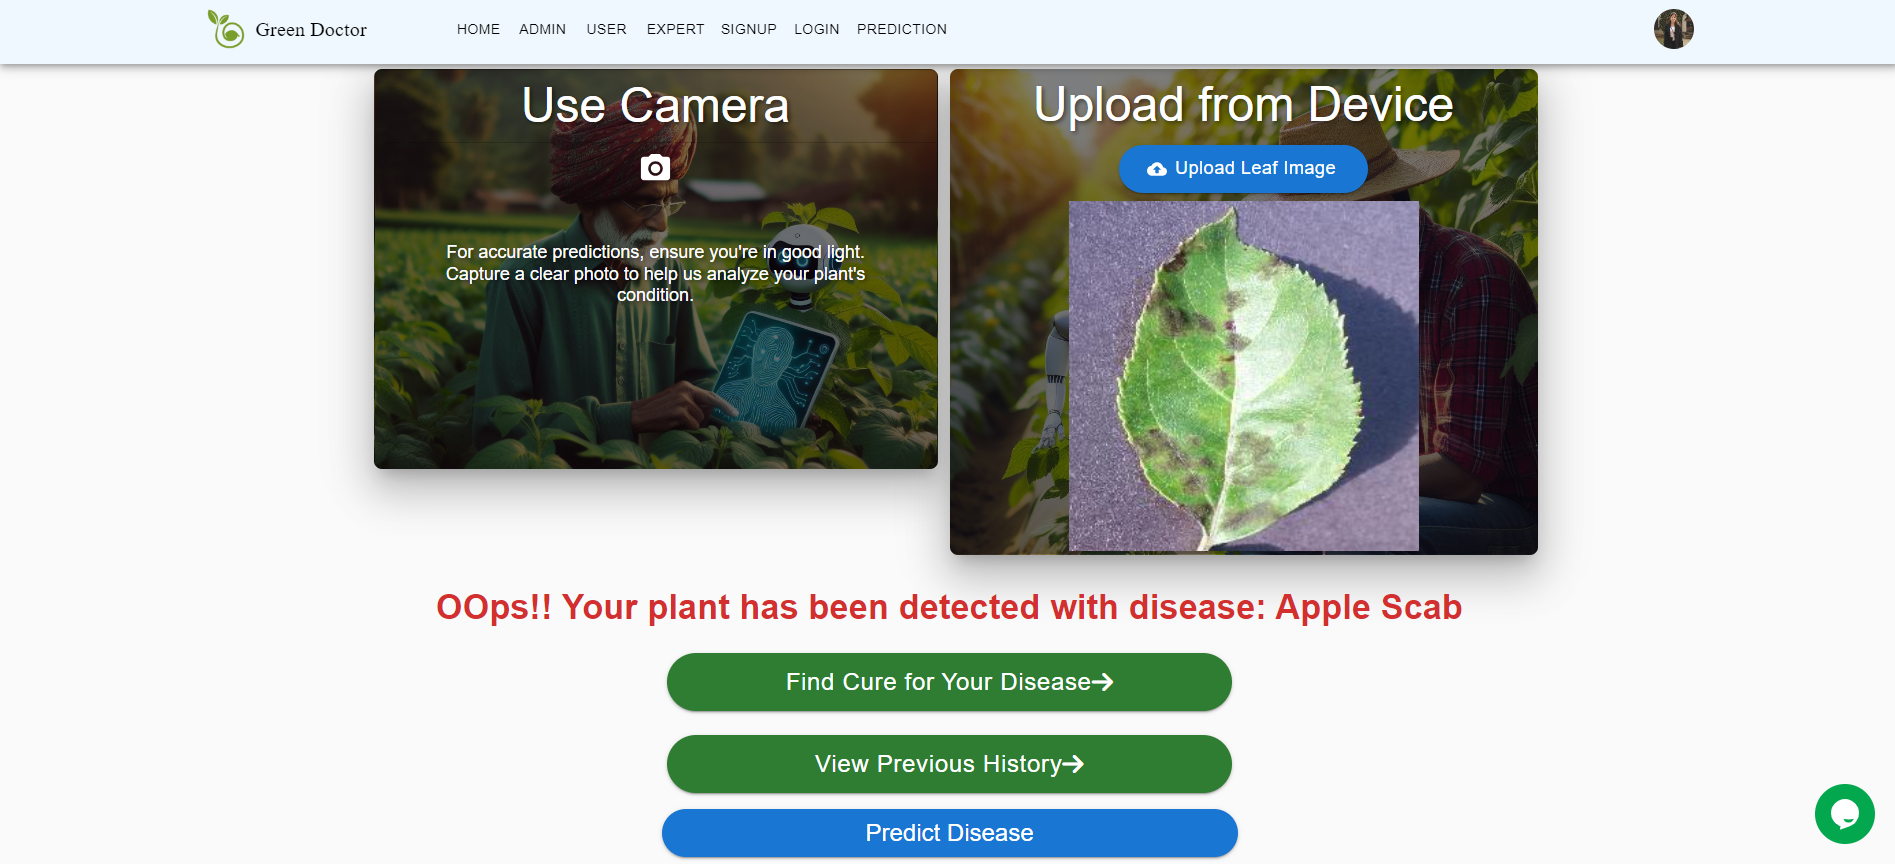 Green Doctor
HOME ADMIN USER EXPERT SIGNUP LOGIN PREDICTION
Use Camera
For accurate predictions, ensure you're in good light.
Capture a clear photo to help us analyze your plant's
condition.
Upload from Device
Upload Leaf Image
OOps!! Your plant has been detected with disease: Apple Scab
Find Cure for Your Disease
View Previous History
Predict Disease